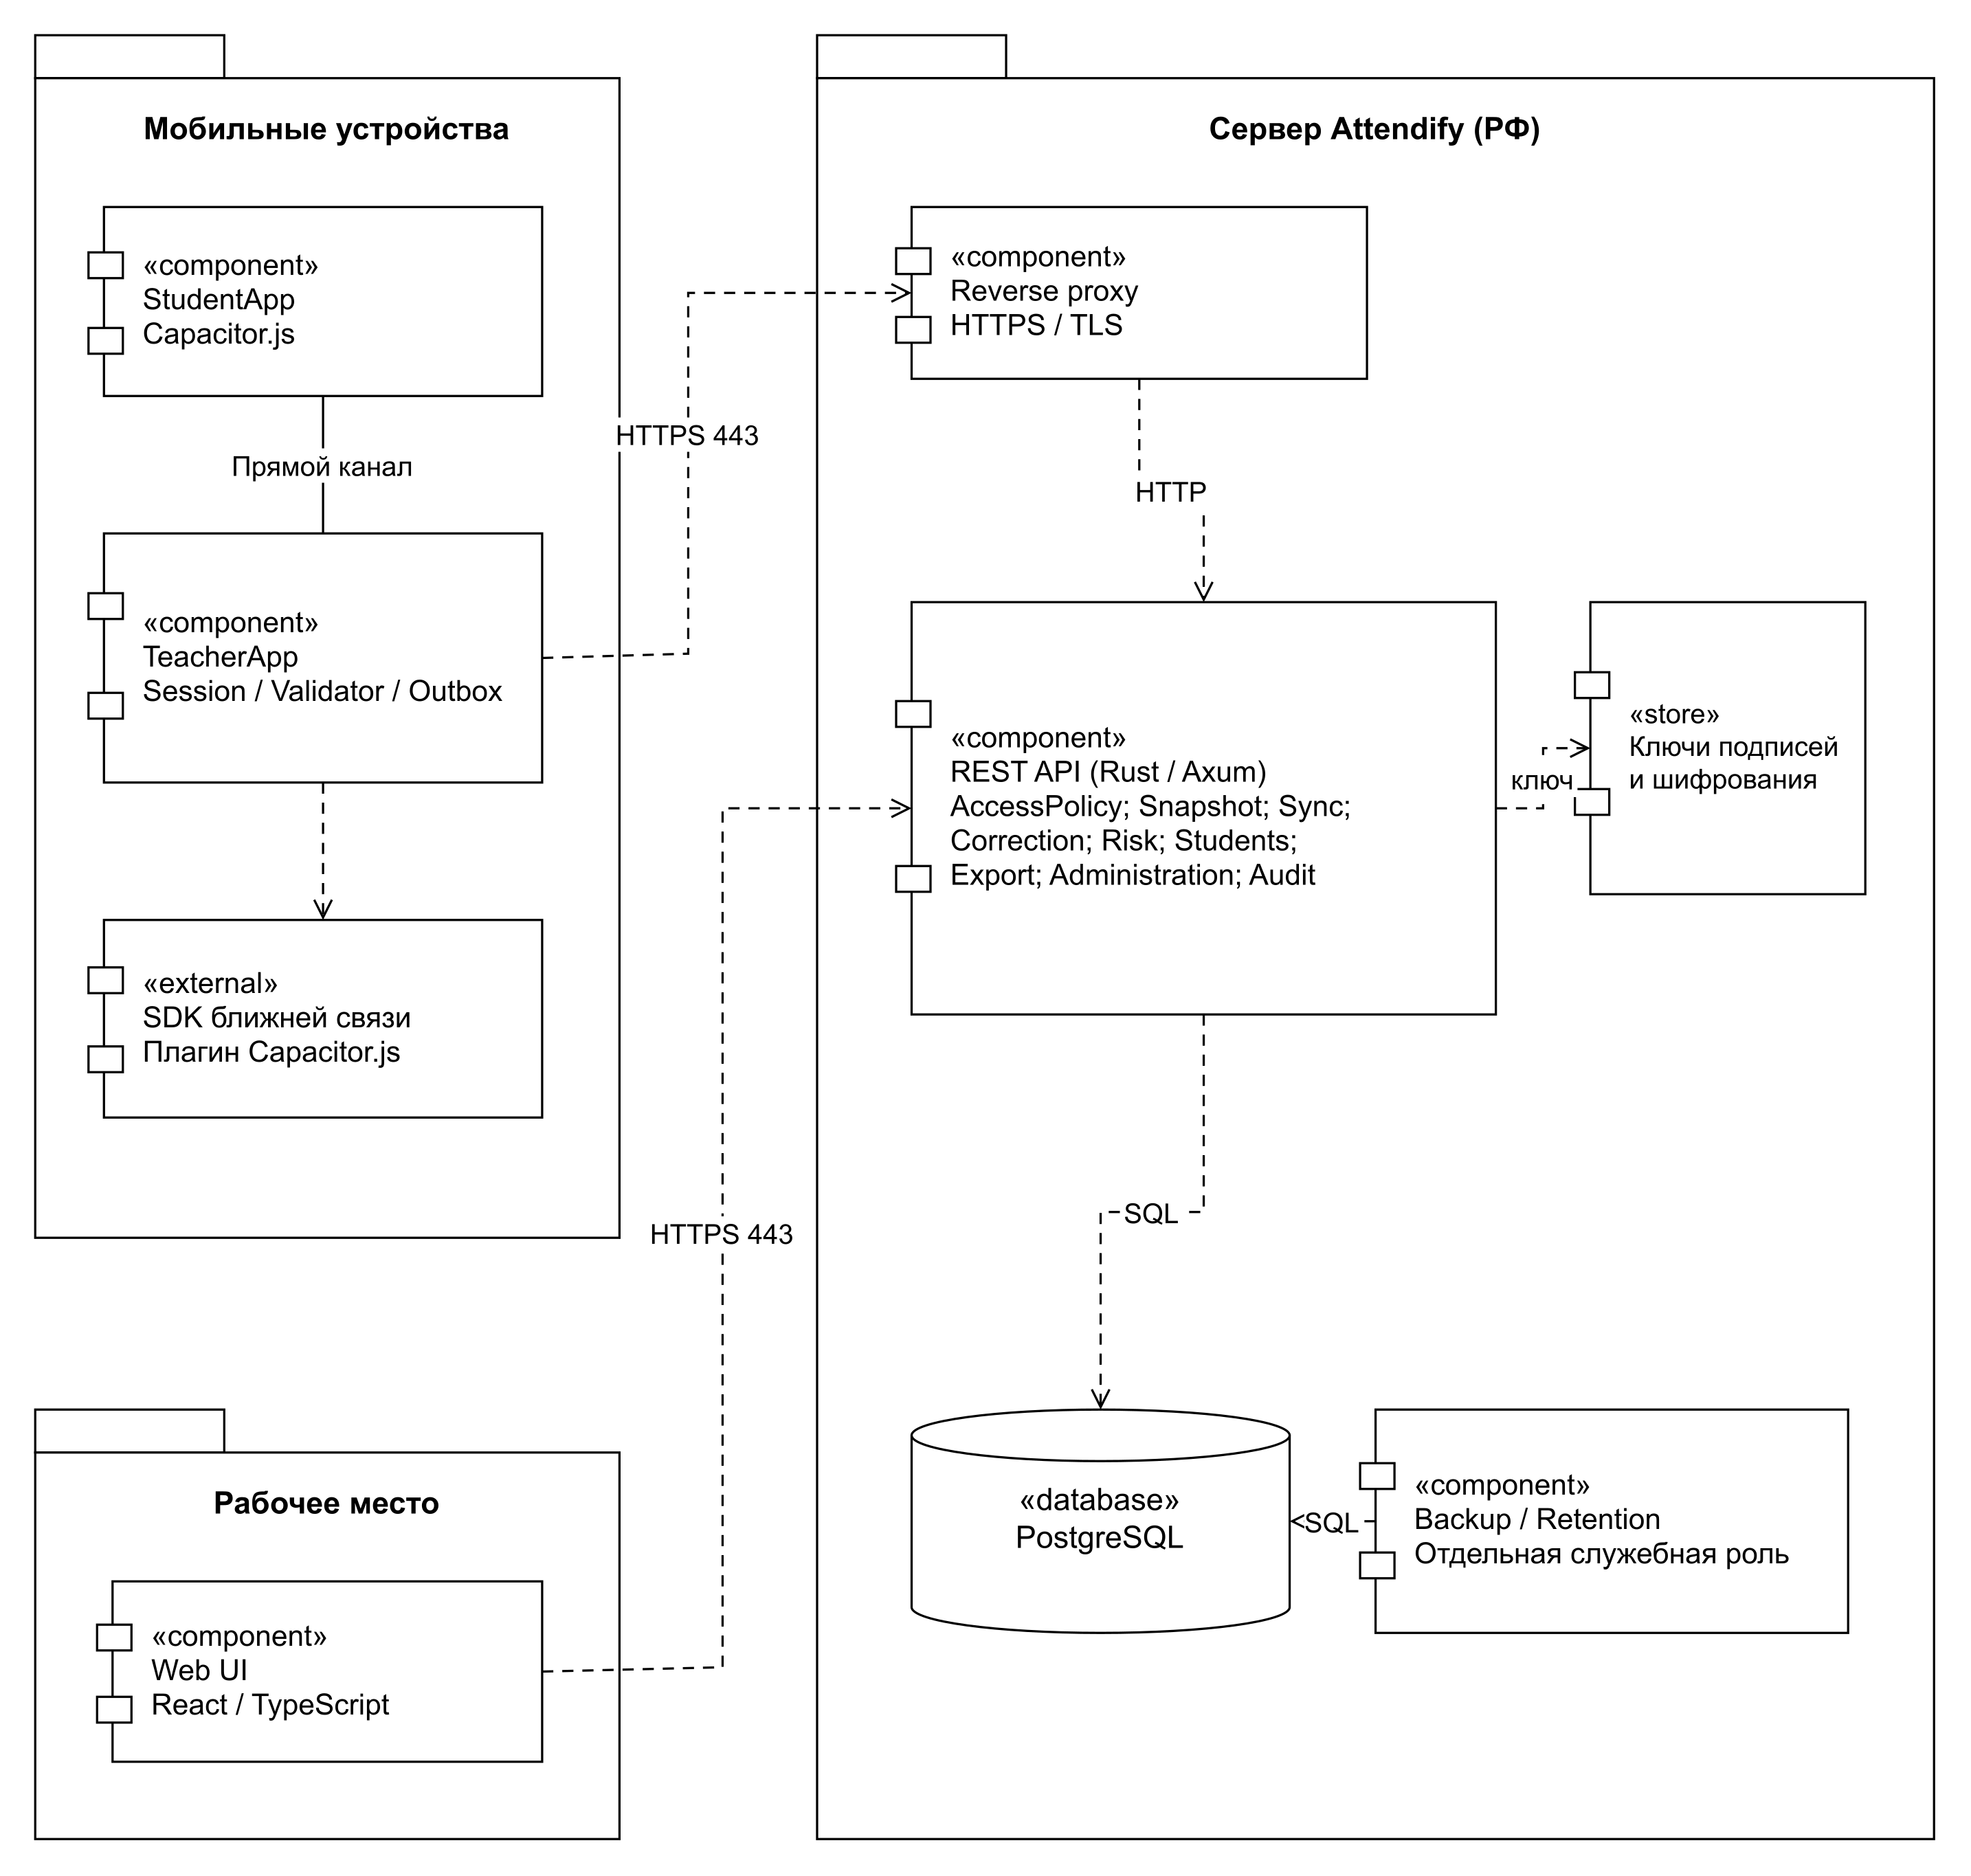 Мобильные устройства
«component»
StudentApp
Capacitor.js
Прямой канал
«component»
TeacherApp
Session / Validator / Outbox
«external»
SDK ближней связи
Плагин Capacitor.js
HTTPS 443
HTTPS 443
Рабочее место
«component»
Web UI
React / TypeScript
Сервер Attendify (РФ)
«component»
Reverse proxy
HTTPS / TLS
HTTP
«component»
REST API (Rust / Axum)
AccessPolicy; Snapshot; Sync;
Correction; Risk; Students;
Export; Administration; Audit
ключ
«store»
Ключи подписей
и шифрования
SQL
«database»
PostgreSQL
SQL
«component»
Backup / Retention
Отдельная служебная роль